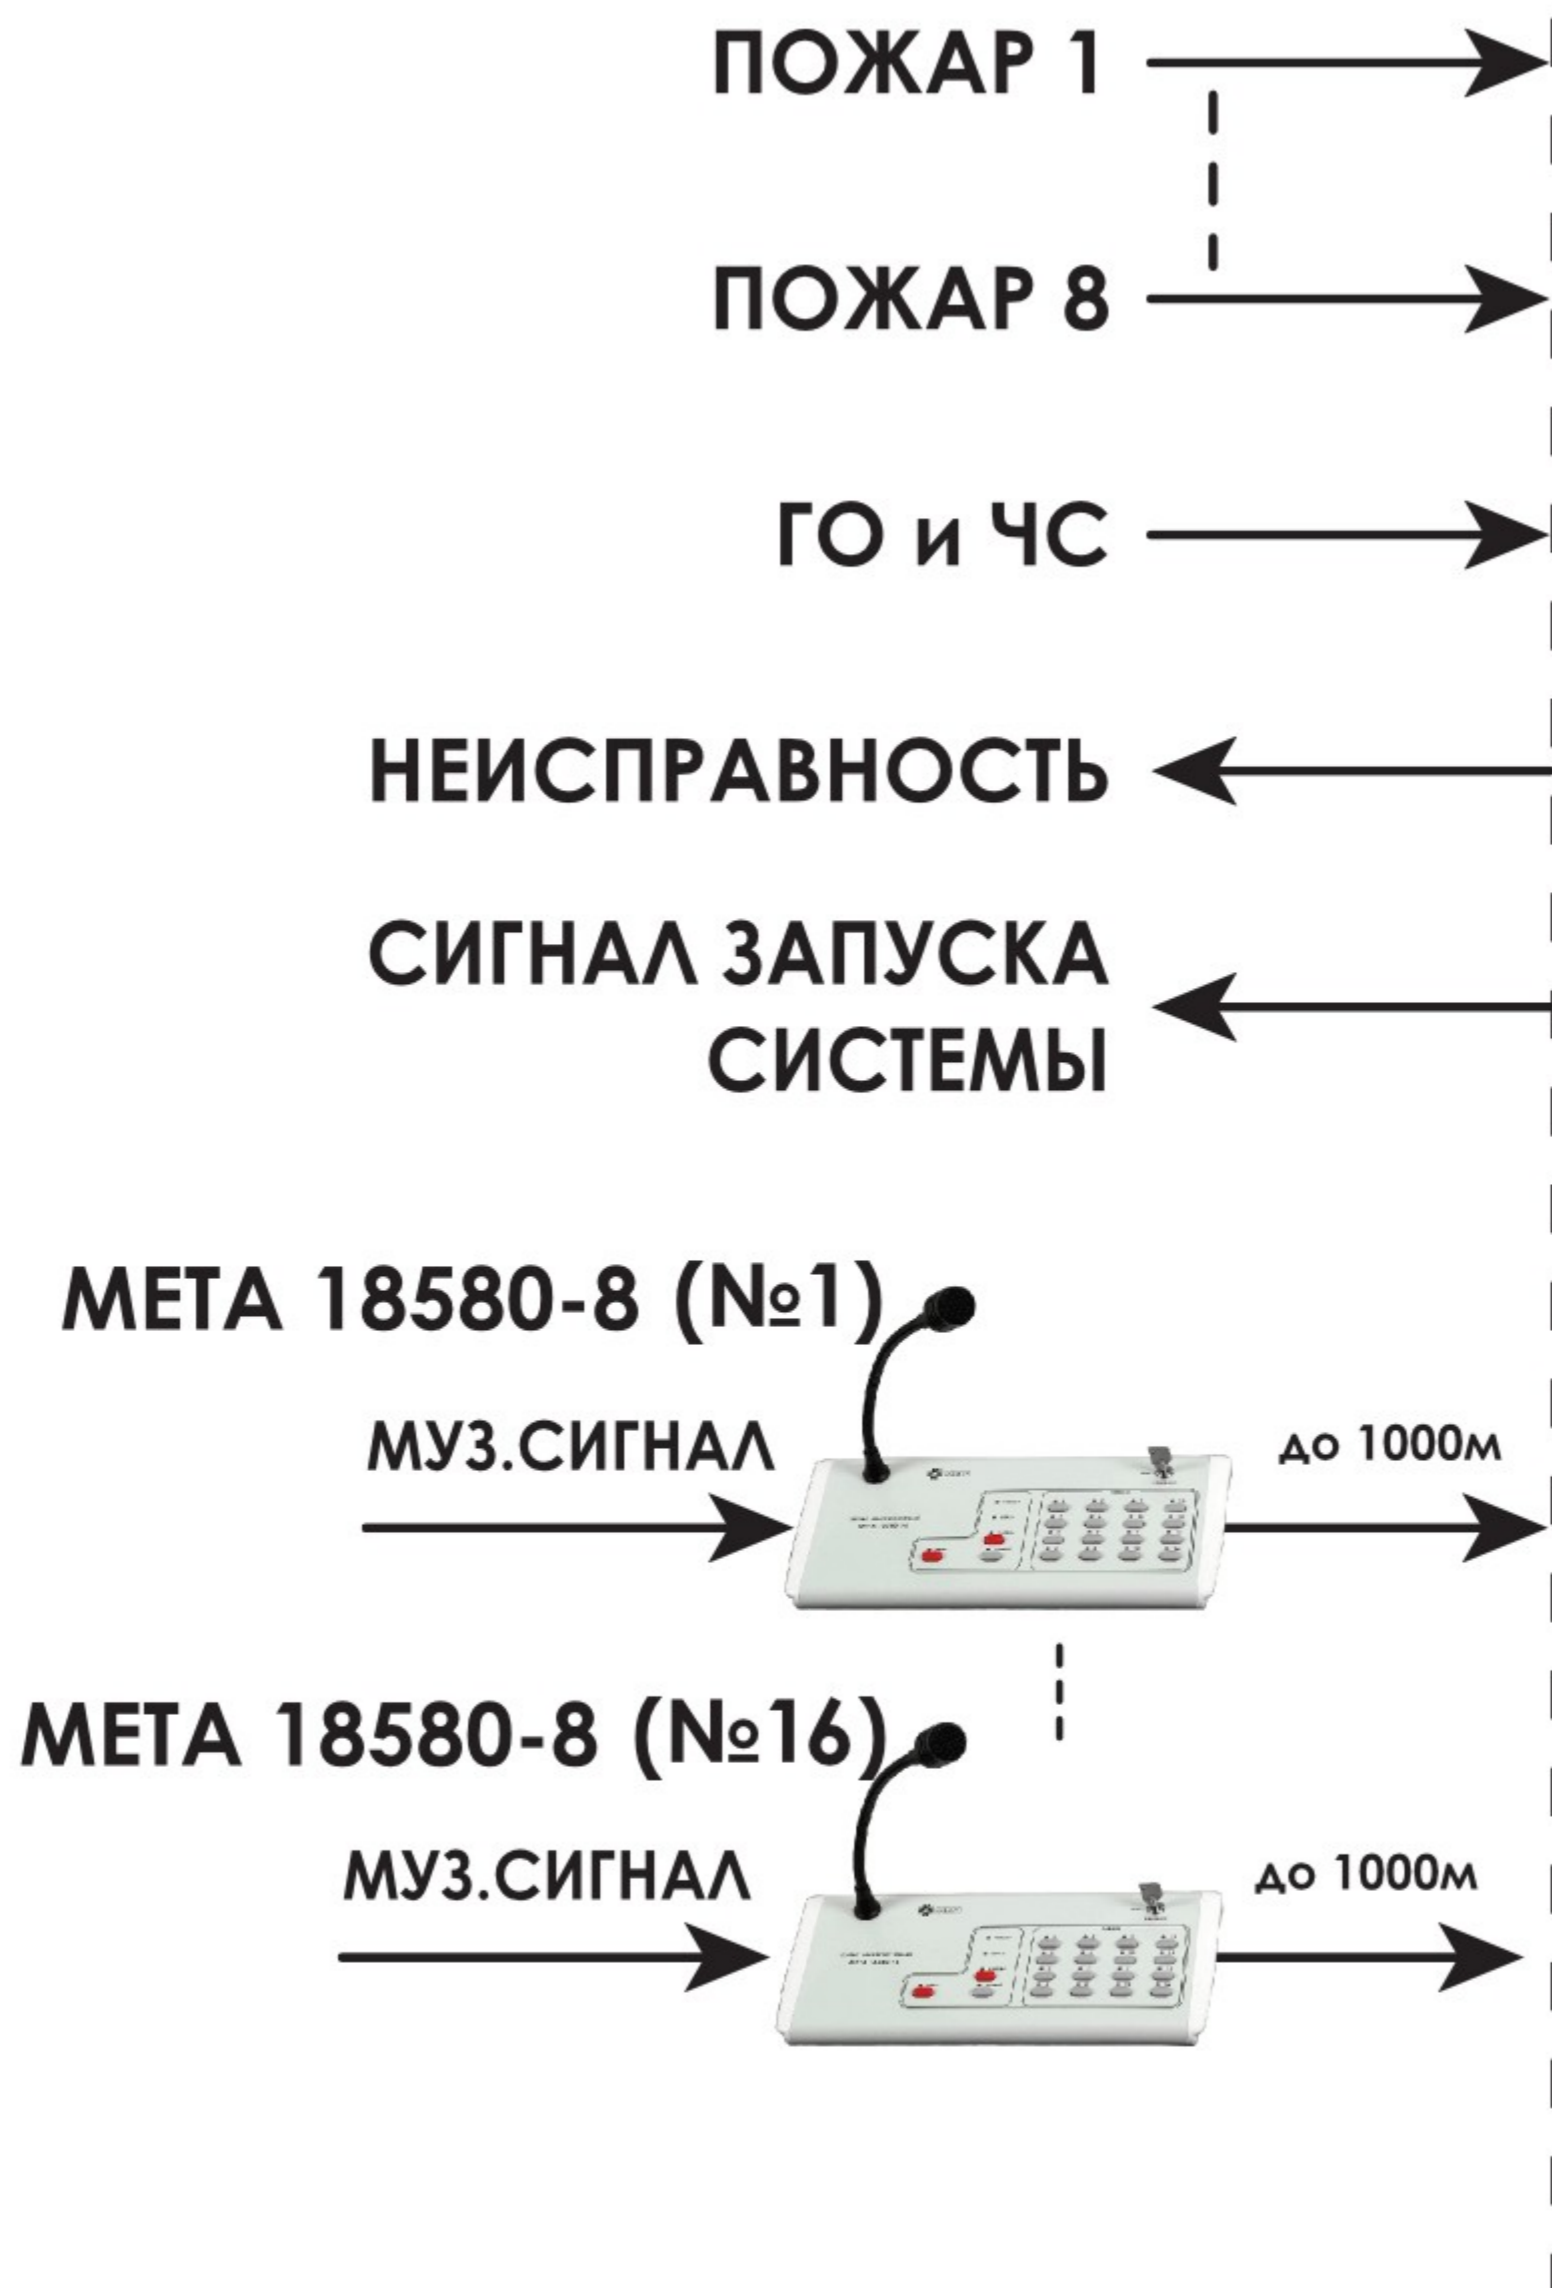 ПОЖАР 1
ПОЖАР 8
ГО и ЧС
НЕИСПРАВНОСТЬ
СИГНАЛ ЗАПУСКА
СИСТЕМЫ
МЕТА 18580-8 (№1)
МУЗ.СИГНАЛ
до 1000м
МЕТА 18580-8 (№16)
МУЗ.СИГНАЛ
до 1000м